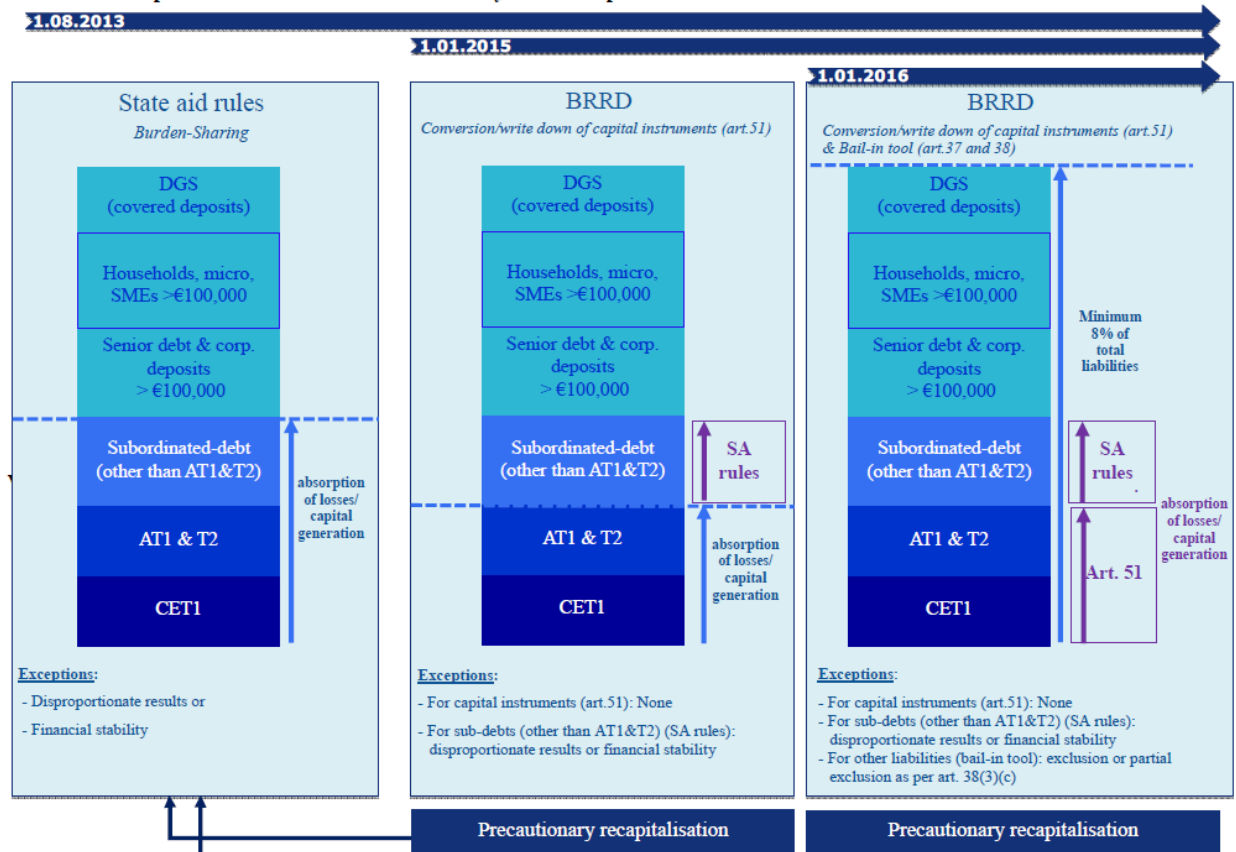 1.08.2013
1.01.2015
1.01.2016
State aid rules
Burden-Sharing
DGS
(covered deposits)
Households, micro,
SMEs >€100,000
Senior debt & corp.
deposits
> €100,000
Subordinated-debt
(other than AT1&T2)
AT1 & T2
CET1
absorption
of losses/
capital
generation
Exceptions:
- Disproportionate results or
- Financial stability
BRRD
Conversion/write down of capital instruments (art.51)
DGS
(covered deposits)
Households, micro,
SMEs >€100,000
Senior debt & corp.
deposits
> €100,000
Subordinated-debt
(other than AT1&T2)
AT1 & T2
CET1
SA
rules
absorption
of losses/
capital
generation
Exceptions:
- For capital instruments (art.51): None
- For sub-debts (other than AT1&T2) (SA rules):
disproportionate results or financial stability
Precautionary recapitalisation
BRRD
Conversion/write down of capital instruments (art.51)
& Bail-in tool (art.37 and 38)
DGS
(covered deposits)
Households, micro,
SMEs >€100,000
Senior debt & corp.
deposits
> €100,000
Subordinated-debt
(other than AT1&T2)
AT1 & T2
CET1
Minimum
8% of
total
liabilities
SA
rules
.
Art. 51
absorption
of losses/
capital
generation
Exceptions:
- For capital instruments (art.51): None
- For sub-debts (other than AT1&T2) (SA rules):
disproportionate results or financial stability
- For other liabilities (bail-in tool): exclusion or partial
exclusion as per art. 38(3)(c)
Precautionary recapitalisation